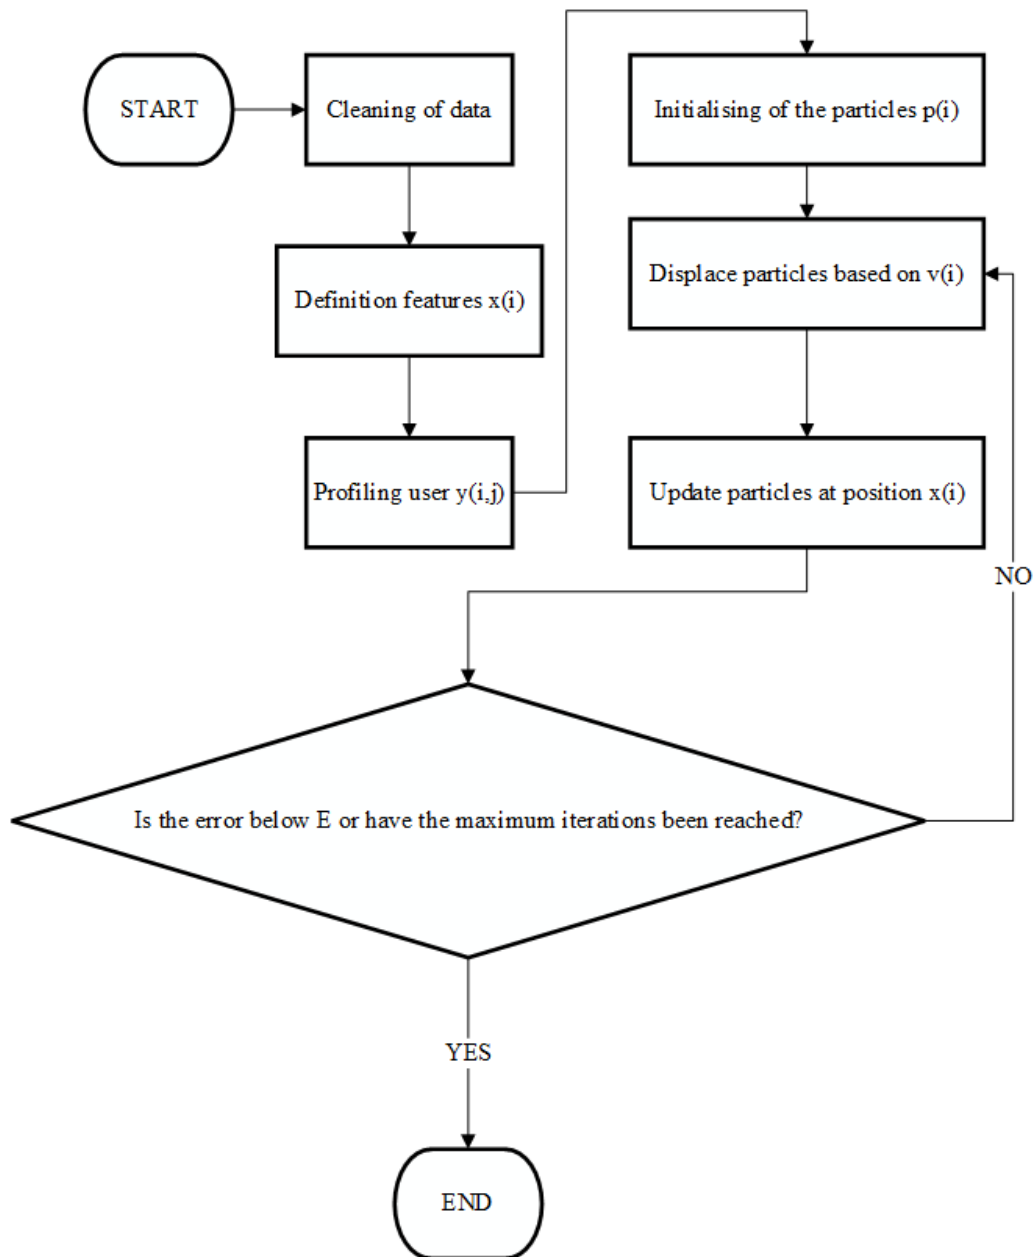 START
Cleaning of data
Definition features x(i)
Profiling user y(i,j)
Initialising of the particles p(i)
Displace particles based on v(i)
Update particles at position x(i)
NO
Is the error below E or have the maximum iterations been reached?
YES
END